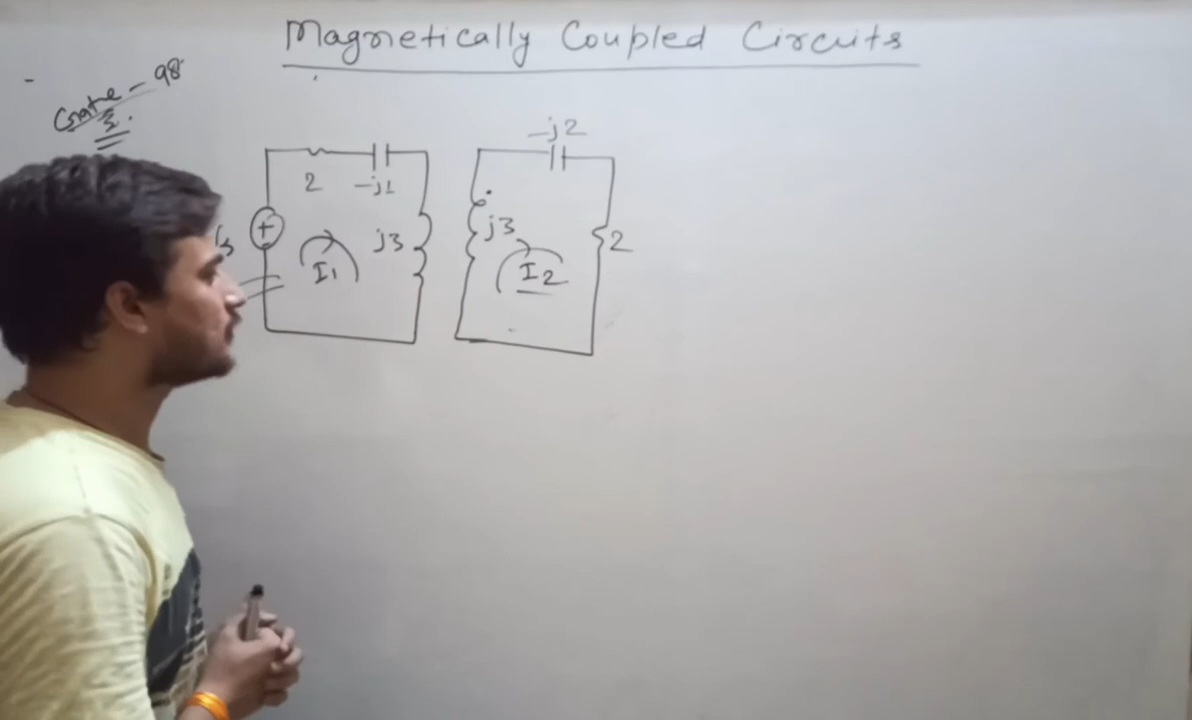 Magnetically Coupled Circuits
Gate - 98
3.
-j2
2 -j1
+ j3 j3 2
I1 I2